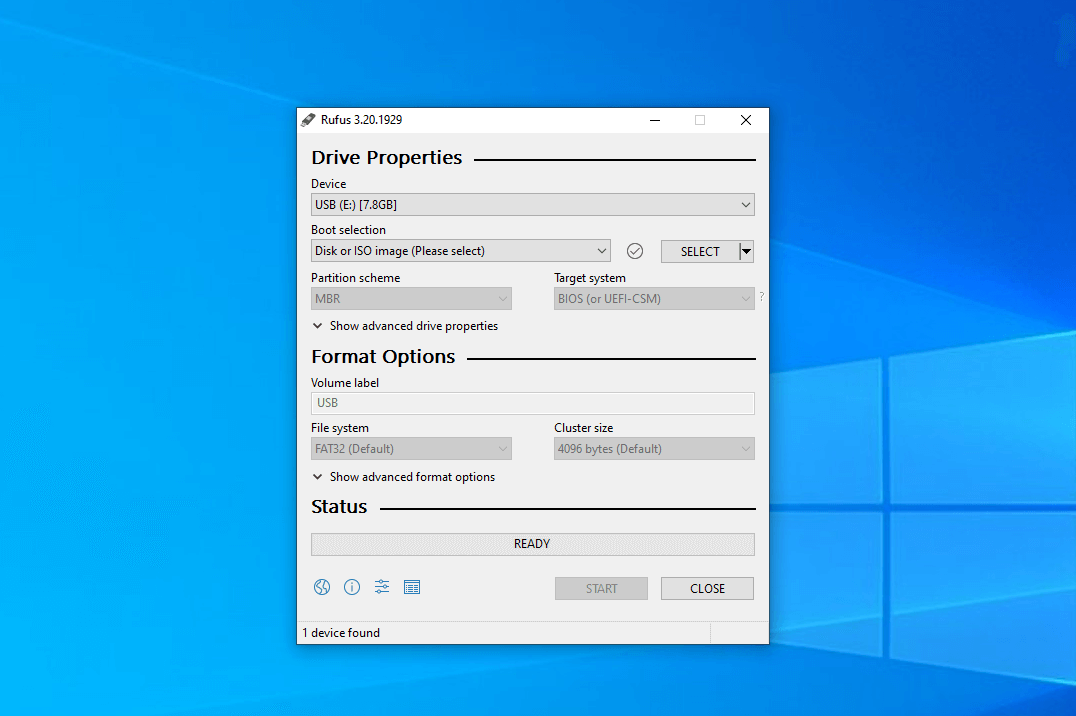 Rufus 3.20.1929
Drive Properties
Device
USB (E:) [7.8GB]
Boot selection
Disk or ISO image (Please select)
SELECT
Partition scheme
Target system
MBR
BIOS (or UEFI-CSM)
?
Show advanced drive properties
Format Options
Volume label
USB
File system
Cluster size
FAT32 (Default)
4096 bytes (Default)
Show advanced format options
Status
READY
START
CLOSE
1 device found